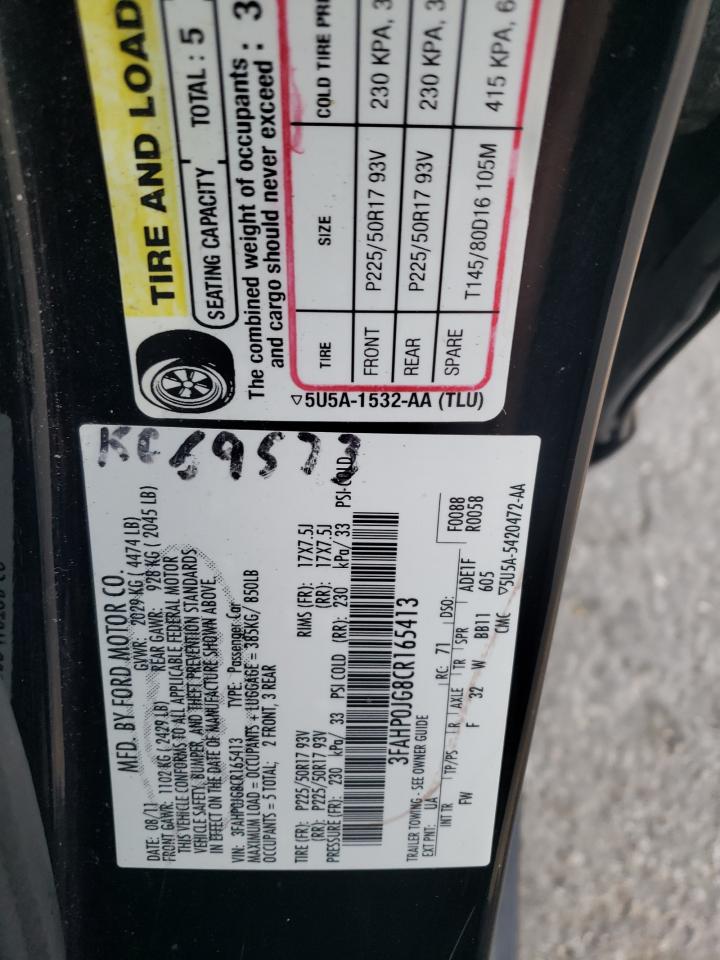 TIRE AND LOAD
SEATING CAPACITY TOTAL : 5
The combined weight of occupants : 3
and cargo should never exceed :
TIRE SIZE COLD TIRE PRE
FRONT P225/50R17 93V 230 KPA, 3
REAR P225/50R17 93V 230 KPA, 3
SPARE T145/80D16 105M 415 KPA, 6
▽5U5A-1532-AA (TLU)
MFD. BY FORD MOTOR CO.
DATE: 08/11 GVWR: 2029 KG ( 4474 LB)
FRONT GAWR: 1102 KG ( 2429 LB) REAR GAWR: 928 KG ( 2045 LB)
THIS VEHICLE CONFORMS TO ALL APPLICABLE FEDERAL MOTOR
VEHICLE SAFETY, BUMPER, AND THEFT PREVENTION STANDARDS
IN EFFECT ON THE DATE OF MANUFACTURE SHOWN ABOVE.
VIN: 3FAHP0JG8CR165413 TYPE: Passenger Car
MAXIMUM LOAD = OCCUPANTS + LUGGAGE = 385KG/ 850LB
OCCUPANTS = 5 TOTAL; 2 FRONT, 3 REAR
TIRE (FR): P225/50R17 93V RIMS (FR): 17X7.5J
(RR): P225/50R17 93V (RR): 17X7.5J
PRESSURE (FR): 230 kPa/ 33 PSI COLD (RR): 230 kPa/ 33 PSI COLD
3FAHP0JG8CR165413
TRAILER TOWING - SEE OWNER GUIDE
EXT PNT: UA RC: 71 DSO: F0088
R0058
INT TR TP/PS R AXLE TR SPR ADE1F
FW F 32 W BB11 605
CMC ▽5U5A-5420472-AA